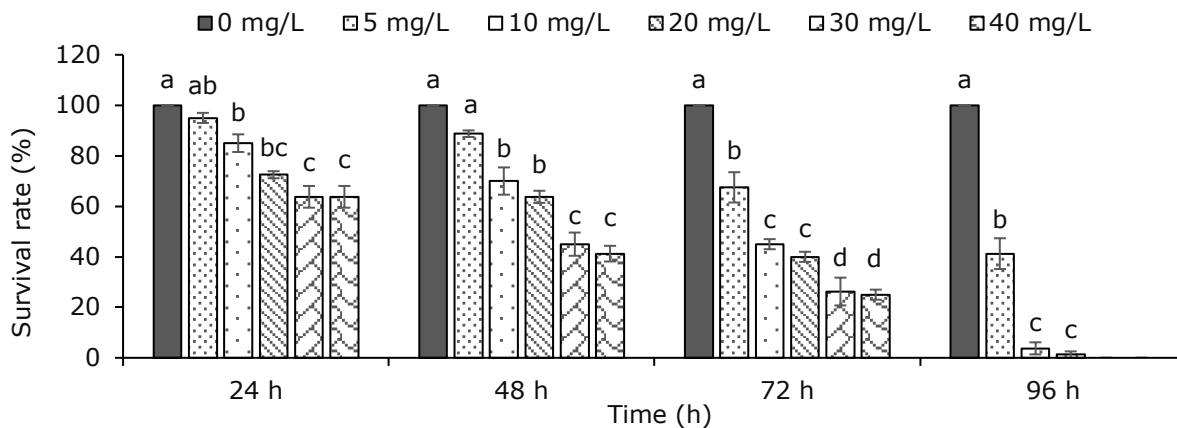 0 mg/L 5 mg/L 10 mg/L 20 mg/L 30 mg/L 40 mg/L
Survival rate (%)
120
100
80
60
40
20
0
a ab b bc c c
a a b b c c
a b c c d d
a b c c
24 h 48 h 72 h 96 h
Time (h)